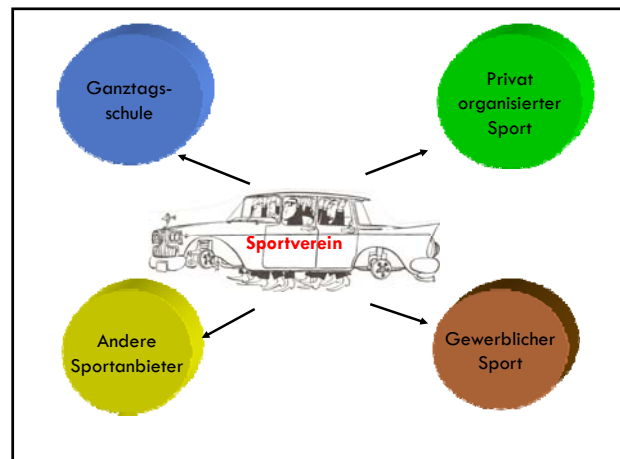 Ganztags-
schule
Privat
organisierter
Sport
Sportverein
Andere
Sportanbieter
Gewerblicher
Sport